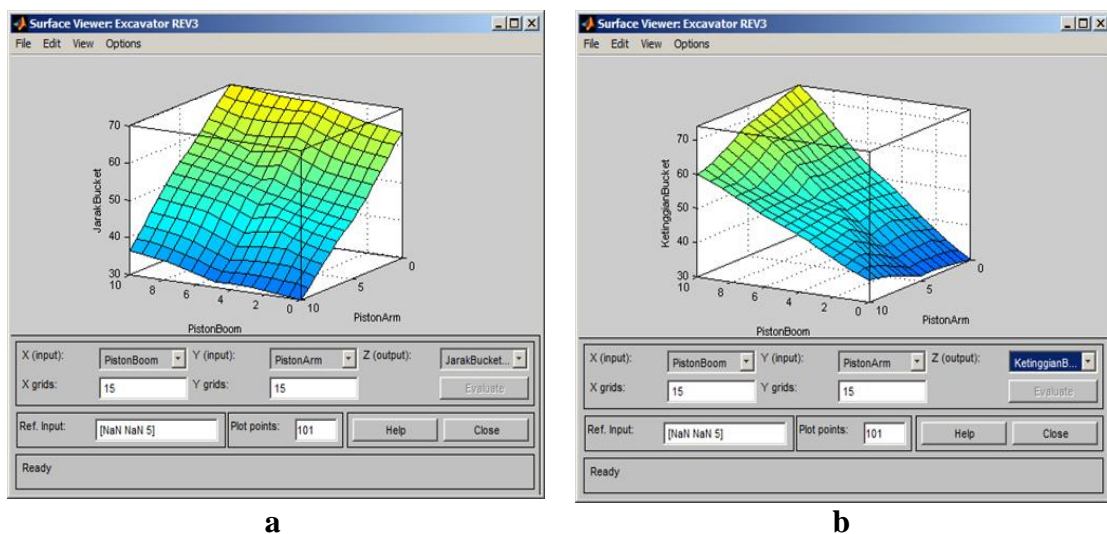 Surface Viewer: Excavator REV3
File Edit View Options
70
60
50
40
30
JarakBucket
10 8 6 4 2 0
PistonBoom
10 5 0
PistonArm
X (input): PistonBoom Y (input): PistonArm Z (output): JarakBucket...
X grids: 15 Y grids: 15 Evaluate
Ref. Input: [NaN NaN 5] Plot points: 101 Help Close
Ready
a
Surface Viewer: Excavator REV3
File Edit View Options
70
60
50
40
30
KetinggianBucket
10 8 6 4 2 0
PistonBoom
10 5 0
PistonArm
X (input): PistonBoom Y (input): PistonArm Z (output): KetinggianB...
X grids: 15 Y grids: 15 Evaluate
Ref. Input: [NaN NaN 5] Plot points: 101 Help Close
Ready
b